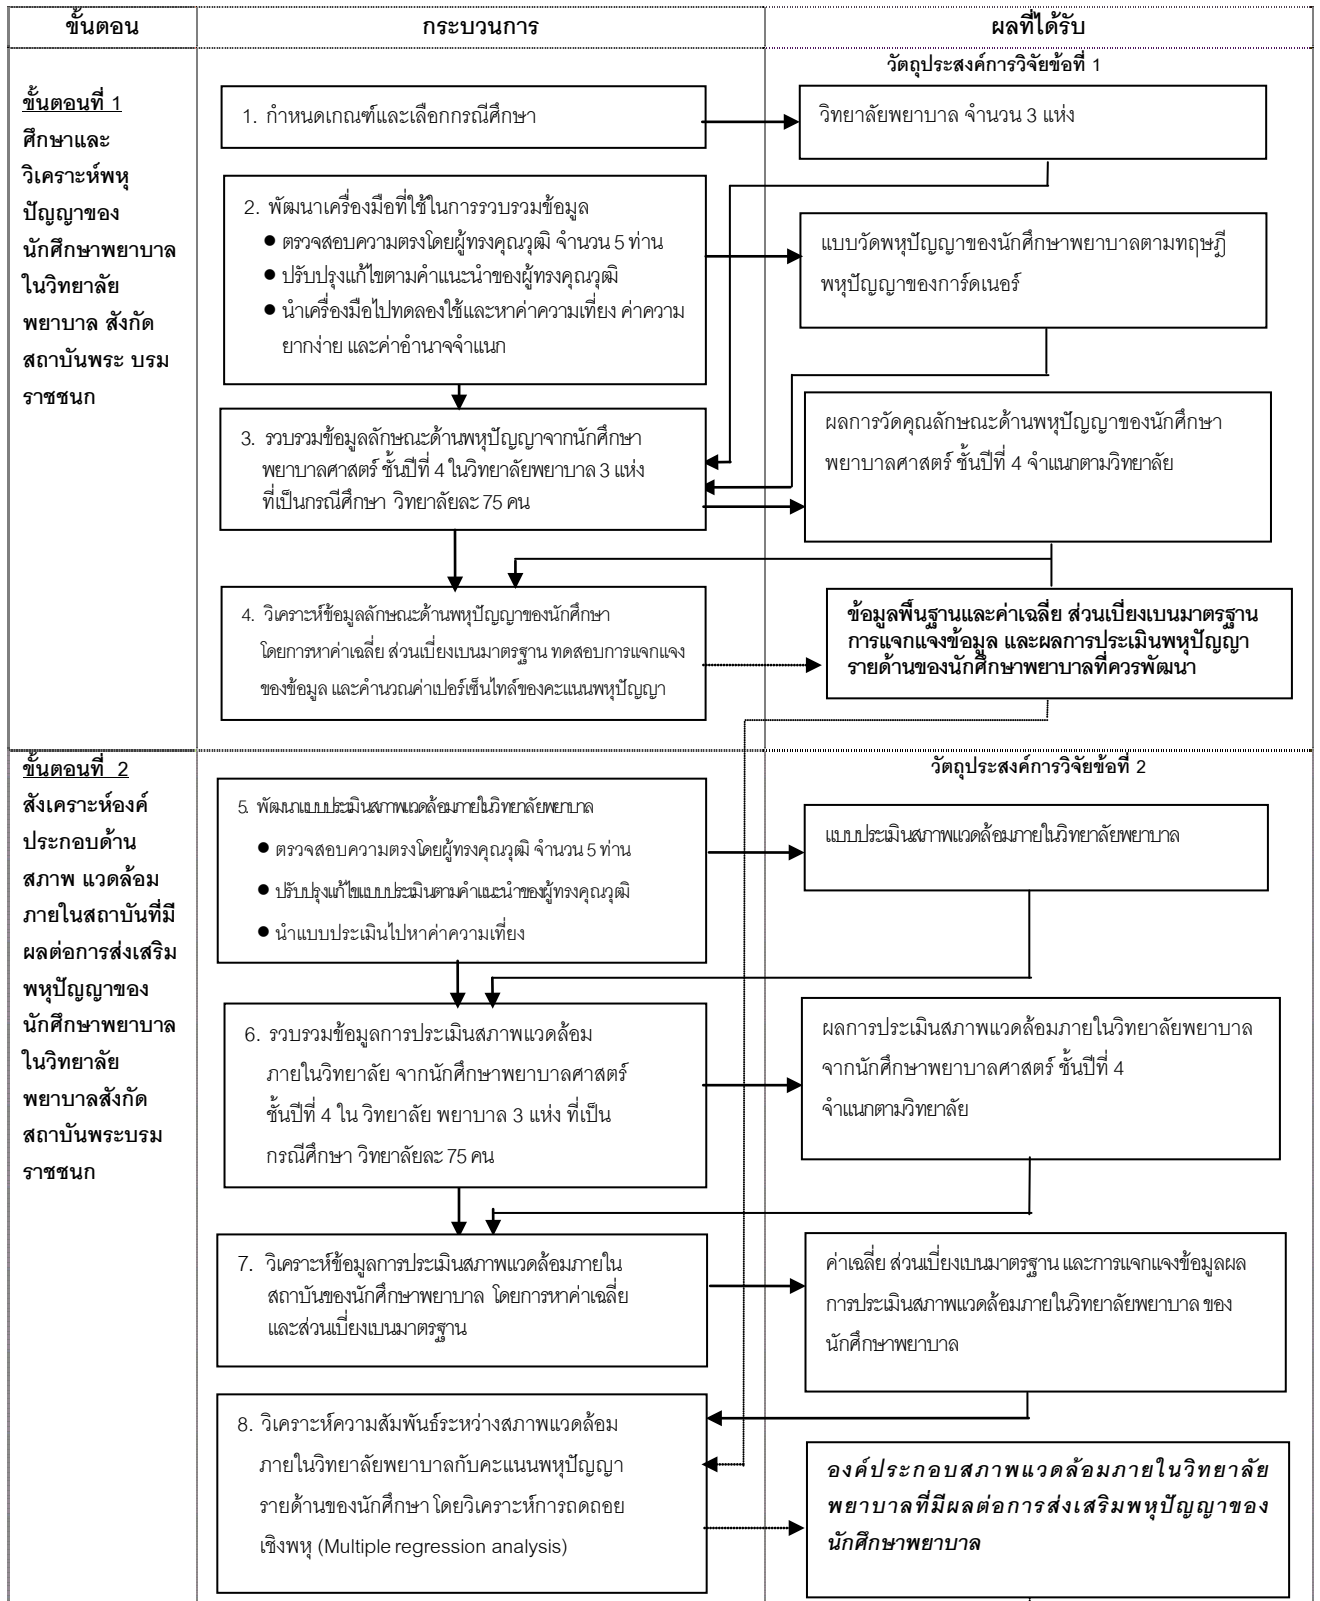 ขั้นตอน
กระบวนการ
ผลที่ได้รับ
ขั้นตอนที่ 1
ศึกษาและ
วิเคราะห์พหุ
ปัญญาของ
นักศึกษาพยาบาล
ในวิทยาลัย
พยาบาล สังกัด
สถาบันพระ บรม
ราชชนก
วัตถุประสงค์การวิจัยข้อที่ 1
1. กำหนดเกณฑ์และเลือกกรณีศึกษา
วิทยาลัยพยาบาล จำนวน 3 แห่ง
2. พัฒนาเครื่องมือที่ใช้ในการรวบรวมข้อมูล
● ตรวจสอบความตรงโดยผู้ทรงคุณวุฒิ จำนวน 5 ท่าน
● ปรับปรุงแก้ไขตามคำแนะนำของผู้ทรงคุณวุฒิ
● นำเครื่องมือไปทดลองใช้และหาค่าความเที่ยง ค่าความ
ยากง่าย และค่าอำนาจจำแนก
แบบวัดพหุปัญญาของนักศึกษาพยาบาลตามทฤษฎี
พหุปัญญาของการ์ดเนอร์
3. รวบรวมข้อมูลลักษณะด้านพหุปัญญาจากนักศึกษา
พยาบาลศาสตร์ ชั้นปีที่ 4 ในวิทยาลัยพยาบาล 3 แห่ง
ที่เป็นกรณีศึกษา วิทยาลัยละ 75 คน
ผลการวัดคุณลักษณะด้านพหุปัญญาของนักศึกษา
พยาบาลศาสตร์ ชั้นปีที่ 4 จำแนกตามวิทยาลัย
4. วิเคราะห์ข้อมูลลักษณะด้านพหุปัญญาของนักศึกษา
โดยการหาค่าเฉลี่ย ส่วนเบี่ยงเบนมาตรฐาน ทดสอบการแจกแจง
ของข้อมูล และคำนวณค่าเปอร์เซ็นไทล์ของคะแนนพหุปัญญา
ข้อมูลพื้นฐานและค่าเฉลี่ย ส่วนเบี่ยงเบนมาตรฐาน
การแจกแจงข้อมูล และผลการประเมินพหุปัญญา
รายด้านของนักศึกษาพยาบาลที่ควรพัฒนา
ขั้นตอนที่ 2
สังเคราะห์องค์
ประกอบด้าน
สภาพ แวดล้อม
ภายในสถาบันที่มี
ผลต่อการส่งเสริม
พหุปัญญาของ
นักศึกษาพยาบาล
ในวิทยาลัย
พยาบาลสังกัด
สถาบันพระบรม
ราชชนก
วัตถุประสงค์การวิจัยข้อที่ 2
5. พัฒนาแบบประเมินสภาพแวดล้อมภายในวิทยาลัยพยาบาล
● ตรวจสอบความตรงโดยผู้ทรงคุณวุฒิ จำนวน 5 ท่าน
● ปรับปรุงแก้ไขแบบประเมินตามคำแนะนำของผู้ทรงคุณวุฒิ
● นำแบบประเมินไปหาค่าความเที่ยง
แบบประเมินสภาพแวดล้อมภายในวิทยาลัยพยาบาล
6. รวบรวมข้อมูลการประเมินสภาพแวดล้อม
ภายในวิทยาลัย จากนักศึกษาพยาบาลศาสตร์
ชั้นปีที่ 4 ใน วิทยาลัย พยาบาล 3 แห่ง ที่เป็น
กรณีศึกษา วิทยาลัยละ 75 คน
ผลการประเมินสภาพแวดล้อมภายในวิทยาลัยพยาบาล
จากนักศึกษาพยาบาลศาสตร์ ชั้นปีที่ 4
จำแนกตามวิทยาลัย
7. วิเคราะห์ข้อมูลการประเมินสภาพแวดล้อมภายใน
สถาบันของนักศึกษาพยาบาล โดยการหาค่าเฉลี่ย
และส่วนเบี่ยงเบนมาตรฐาน
ค่าเฉลี่ย ส่วนเบี่ยงเบนมาตรฐาน และการแจกแจงข้อมูลผล
การประเมินสภาพแวดล้อมภายในวิทยาลัยพยาบาล ของ
นักศึกษาพยาบาล
8. วิเคราะห์ความสัมพันธ์ระหว่างสภาพแวดล้อม
ภายในวิทยาลัยพยาบาลกับคะแนนพหุปัญญา
รายด้านของนักศึกษา โดยวิเคราะห์การถดถอย
เชิงพหุ (Multiple regression analysis)
องค์ประกอบสภาพแวดล้อมภายในวิทยาลัย
พยาบาลที่มีผลต่อการส่งเสริมพหุปัญญาของ
นักศึกษาพยาบาล